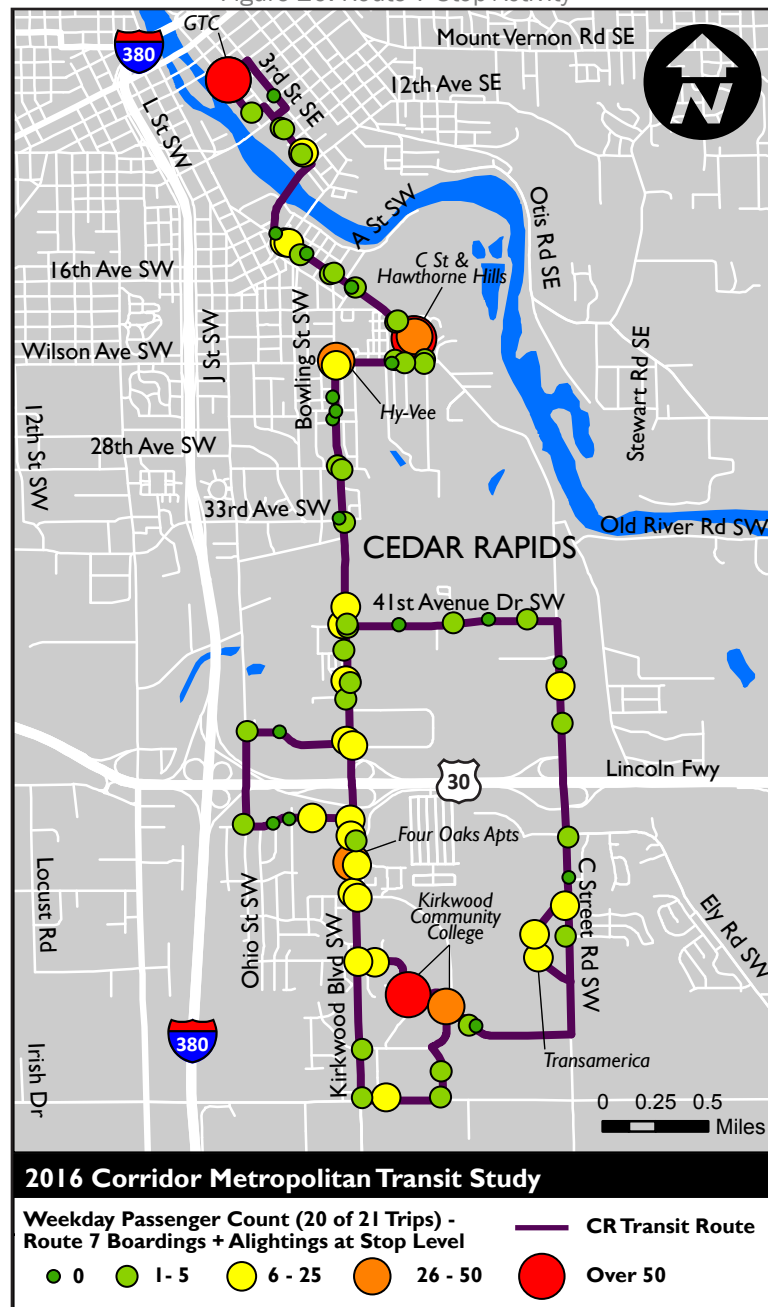 Figure 26: Route 7 Stop Activity
GTC
Mount Vernon Rd SE
380
3rd St SE
12th Ave SE
L St SW
N
A St SW
Otis Rd SE
16th Ave SW
C St &
Hawthorne Hills
J St SW
Bowling St SW
Wilson Ave SW
Stewart Rd SE
12th St SW
Hy-Vee
28th Ave SW
33rd Ave SW
Old River Rd SW
CEDAR RAPIDS
41st Avenue Dr SW
Lincoln Fwy
30
Four Oaks Apts
Locust Rd
Ohio St SW
Kirkwood
Community
College
C Street Rd SW
Ely Rd SW
Kirkwood Blvd SW
380
Transamerica
Irish Dr
0 0.25 0.5
Miles
2016 Corridor Metropolitan Transit Study
Weekday Passenger Count (20 of 21 Trips) -
Route 7 Boardings + Alightings at Stop Level
CR Transit Route
0 1- 5 6 - 25 26 - 50 Over 50